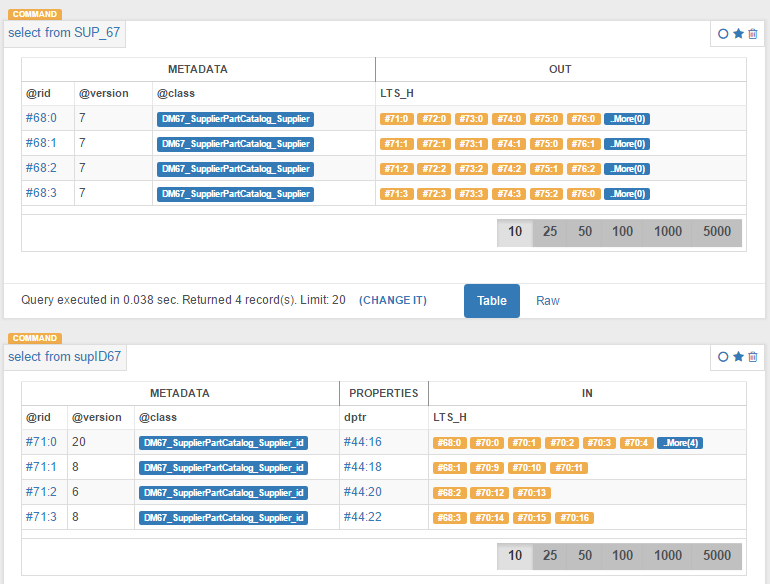 COMMAND
select from SUP_67
METADATA OUT
@rid @version @class LTS_H
#68:0 7 DM67_SupplierPartCatalog_Supplier #71:0 #72:0 #73:0 #74:0 #75:0 #76:0 ..More(0)
#68:1 7 DM67_SupplierPartCatalog_Supplier #71:1 #72:1 #73:1 #74:1 #75:0 #76:1 ..More(0)
#68:2 7 DM67_SupplierPartCatalog_Supplier #71:2 #72:2 #73:2 #74:2 #75:1 #76:2 ..More(0)
#68:3 7 DM67_SupplierPartCatalog_Supplier #71:3 #72:3 #73:3 #74:3 #75:2 #76:0 ..More(0)
10 25 50 100 1000 5000
Query executed in 0.038 sec. Returned 4 record(s). Limit: 20 (CHANGE IT) Table Raw
COMMAND
select from supID67
METADATA PROPERTIES IN
@rid @version @class dptr LTS_H
#71:0 20 DM67_SupplierPartCatalog_Supplier_id #44:16 #68:0 #70:0 #70:1 #70:2 #70:3 #70:4 ..More(4)
#71:1 8 DM67_SupplierPartCatalog_Supplier_id #44:18 #68:1 #70:9 #70:10 #70:11
#71:2 6 DM67_SupplierPartCatalog_Supplier_id #44:20 #68:2 #70:12 #70:13
#71:3 8 DM67_SupplierPartCatalog_Supplier_id #44:22 #68:3 #70:14 #70:15 #70:16
10 25 50 100 1000 5000